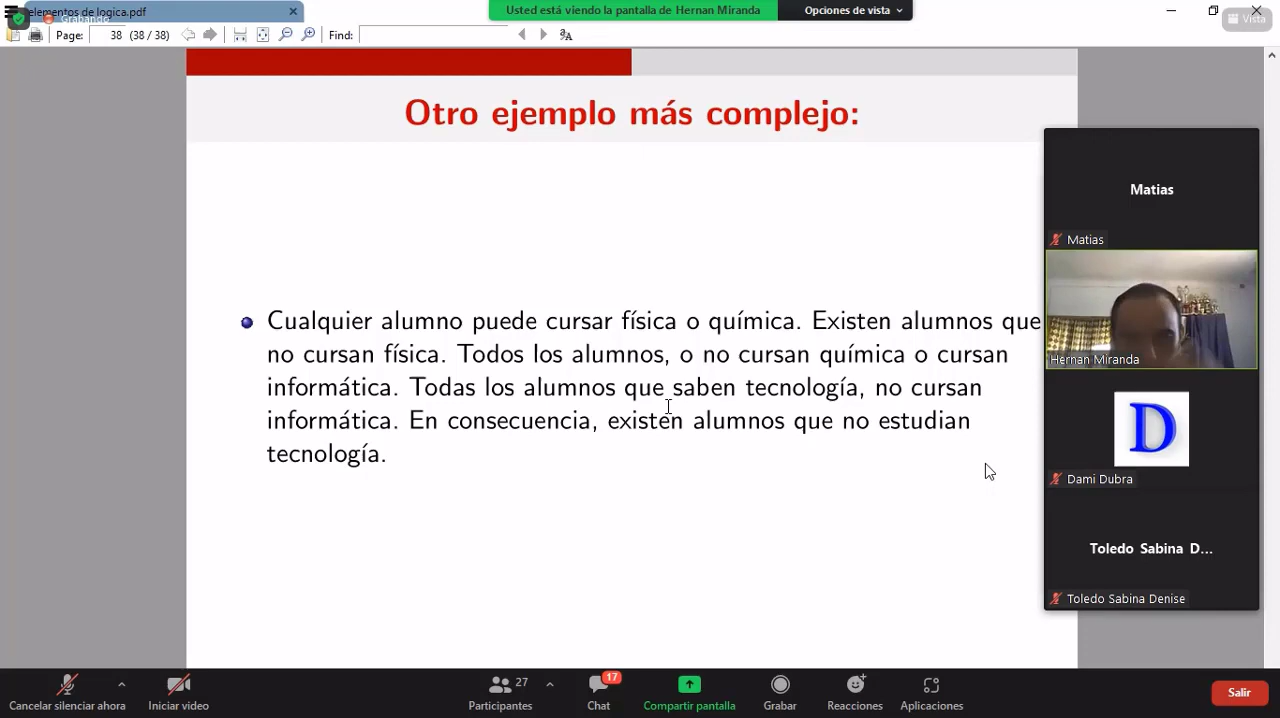 elementos de logica.pdf
Grabando
Usted está viendo la pantalla de Hernan Miranda
Opciones de vista
Vista
Page: 38 (38 / 38) Find:
Otro ejemplo más complejo:
Cualquier alumno puede cursar física o química. Existen alumnos que
no cursan física. Todos los alumnos, o no cursan química o cursan
informática. Todas los alumnos que saben tecnología, no cursan
informática. En consecuencia, existen alumnos que no estudian
tecnología.
Matias
Matias
Hernan Miranda
D
Dami Dubra
Toledo Sabina D...
Toledo Sabina Denise
27
17
Cancelar silenciar ahora
Iniciar video
Participantes
Chat
Compartir pantalla
Grabar
Reacciones
Aplicaciones
Salir